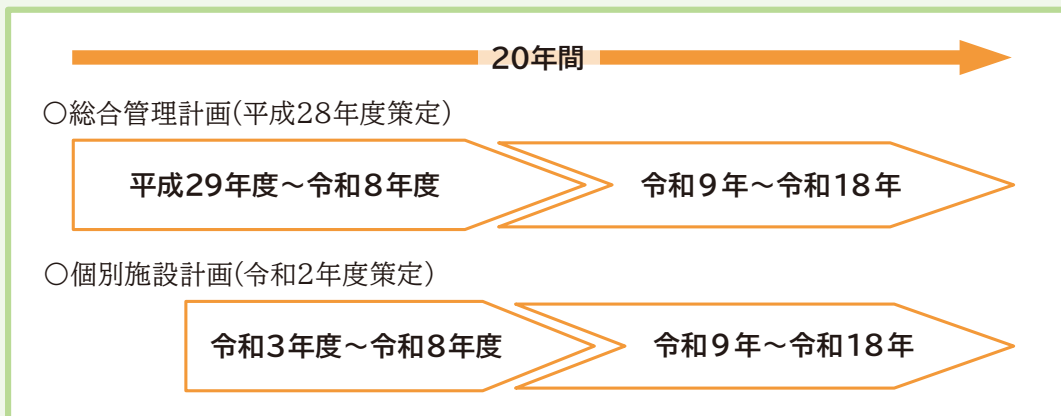 20年間
○総合管理計画(平成28年度策定)
平成29年度～令和8年度
令和9年～令和18年
○個別施設計画(令和2年度策定)
令和3年度～令和8年度
令和9年～令和18年